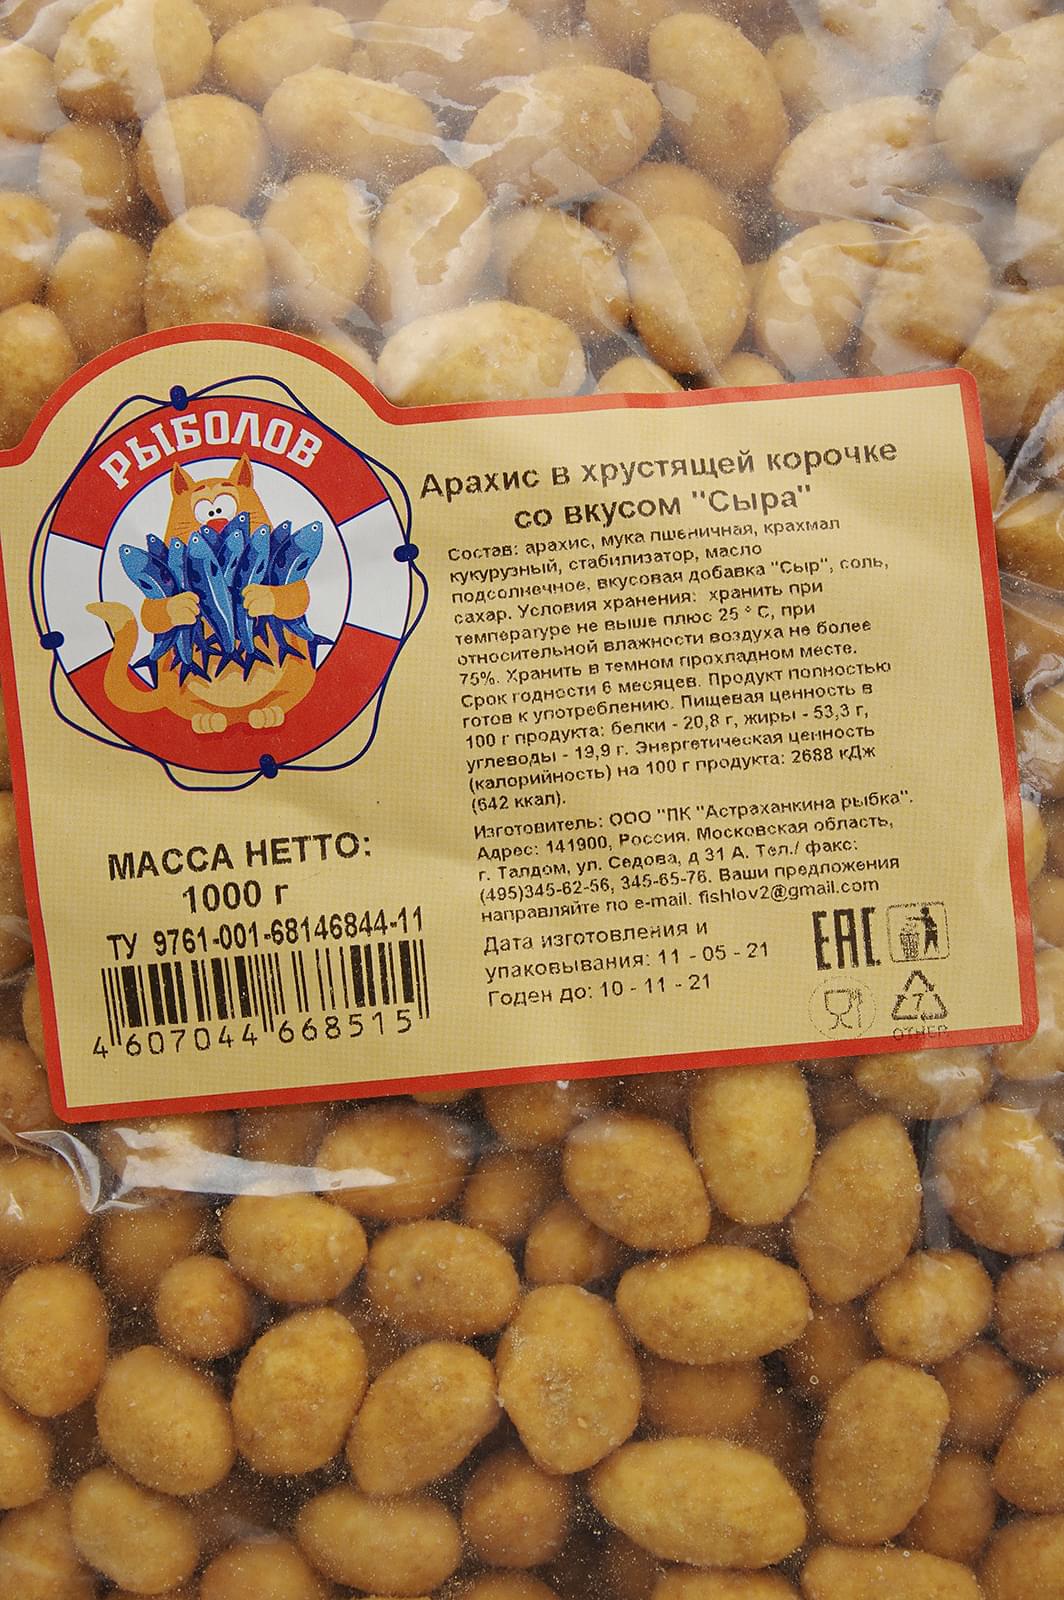 РЫБОЛОВ
Арахис в хрустящей корочке
со вкусом "Сыра"
Состав: арахис, мука пшеничная, крахмал
кукурузный, стабилизатор, масло
подсолнечное, вкусовая добавка "Сыр", соль,
сахар. Условия хранения: хранить при
температуре не выше плюс 25 ° С, при
относительной влажности воздуха не более
75%. Хранить в темном прохладном месте.
Срок годности 6 месяцев. Продукт полностью
готов к употреблению. Пищевая ценность в
100 г продукта: белки - 20,8 г, жиры - 53,3 г,
углеводы - 19,9 г. Энергетическая ценность
(калорийность) на 100 г продукта: 2688 кДж
(642 ккал).
Изготовитель: ООО "ПК "Астраханкина рыбка".
Адрес: 141900, Россия. Московская область,
г. Талдом, ул. Седова, д 31 А. Тел./ факс:
(495)345-62-56, 345-65-76. Ваши предложения
направляйте по e-mail. fishlov2@gmail.com
Дата изготовления и
упаковывания: 11 - 05 - 21
Годен до: 10 - 11 - 21
МАССА НЕТТО:
1000 г
ТУ 9761-001-68146844-11
4 607044 668515
EAC
7
OTHER